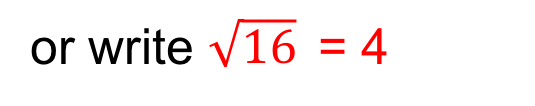 or write √16 = 4